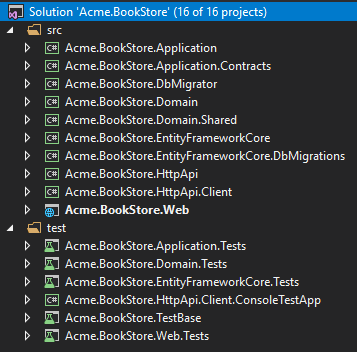 Solution 'Acme.BookStore' (16 of 16 projects)
src
C# Acme.BookStore.Application
C# Acme.BookStore.Application.Contracts
C# Acme.BookStore.DbMigrator
C# Acme.BookStore.Domain
C# Acme.BookStore.Domain.Shared
C# Acme.BookStore.EntityFrameworkCore
C# Acme.BookStore.EntityFrameworkCore.DbMigrations
C# Acme.BookStore.HttpApi
C# Acme.BookStore.HttpApi.Client
Acme.BookStore.Web
test
Acme.BookStore.Application.Tests
Acme.BookStore.Domain.Tests
Acme.BookStore.EntityFrameworkCore.Tests
C# Acme.BookStore.HttpApi.Client.ConsoleTestApp
Acme.BookStore.TestBase
Acme.BookStore.Web.Tests